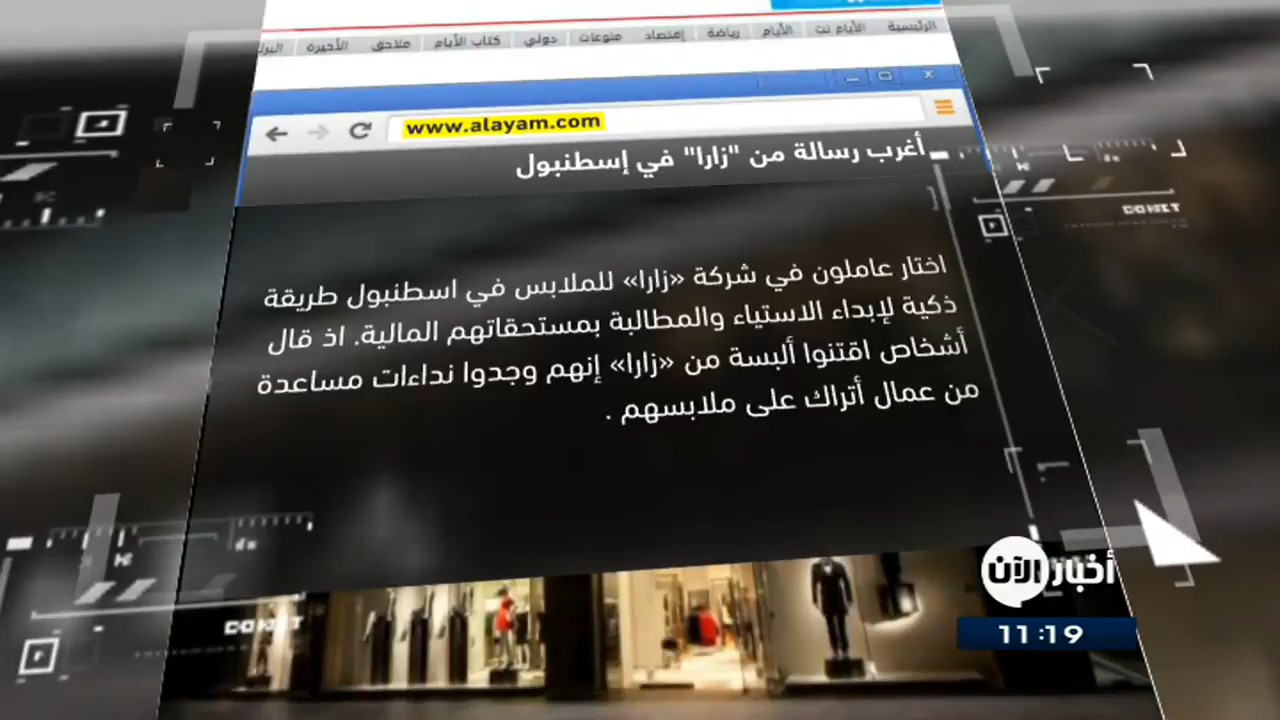 الرئيسية الأيام نت الأيام رياضة إقتصاد منوعات دولي كتاب الأيام ملاحق الأخيرة
www.alayam.com
أغرب رسالة من "زارا" في إسطنبول
اختار عاملون في شركة «زارا» للملابس في اسطنبول طريقة
ذكية لإبداء الاستياء والمطالبة بمستحقاتهم المالية. اذ قال
أشخاص اقتنوا ألبسة من «زارا» إنهم وجدوا نداءات مساعدة
من عمال أتراك على ملابسهم .
أخبار الآن
11:19